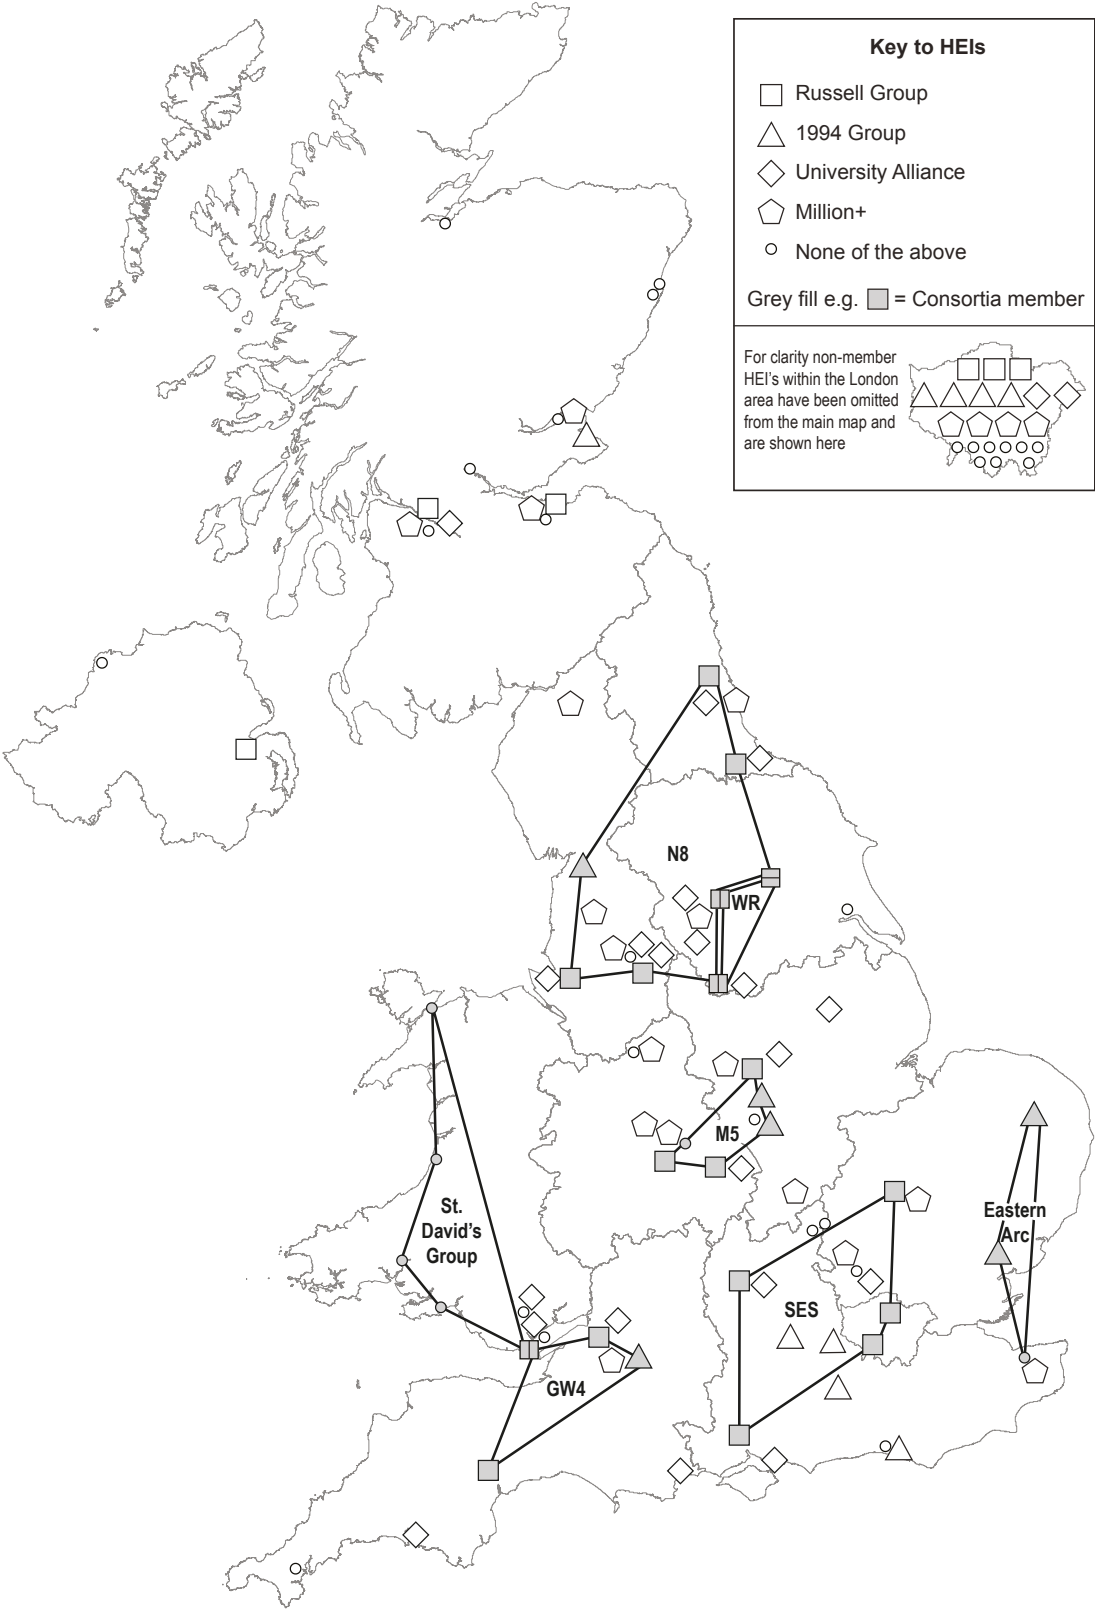 Key to HEIs
Russell Group
1994 Group
University Alliance
Million+
None of the above
Grey fill e.g. = Consortia member
For clarity non-member
HEI's within the London
area have been omitted
from the main map and
are shown here
N8
WR
M5
St.
David's
Group
Eastern
Arc
SES
GW4